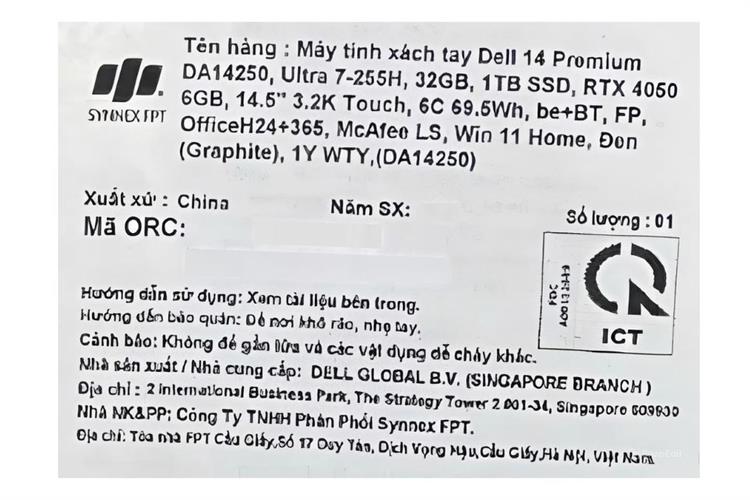 Tên hàng : Máy tính xách tay Dell 14 Premium
DA14250, Ultra 7-255H, 32GB, 1TB SSD, RTX 4050
6GB, 14.5" 3.2K Touch, 6C 69.5Wh, be+BT, FP,
OfficeH24+365, McAfee LS, Win 11 Home, Đen
(Graphite), 1Y WTY,(DA14250)
SYNNEX FPT
Xuất xứ : China
Năm SX:
Số lượng : 01
Mã ORC:
ICT
Hướng dẫn sử dụng: Xem tài liệu bên trong.
Hướng dẫn bảo quản: Để nơi khô ráo, nhẹ tay.
Cảnh báo: Không để gần lửa và các vật dụng dễ cháy khác.
Nhà sản xuất / Nhà cung cấp: DELL GLOBAL B.V. (SINGAPORE BRANCH )
Địa chỉ : 2 International Business Park, The Strategy Tower 2 #01-34, Singapore 609930
Nhà NK&PP: Công Ty TNHH Phân Phối Synnex FPT.
Địa chỉ: Tòa nhà FPT Cầu Giấy,Số 17 Duy Tân, Dịch Vọng Hậu,Cầu Giấy,Hà Nội, Việt Nam